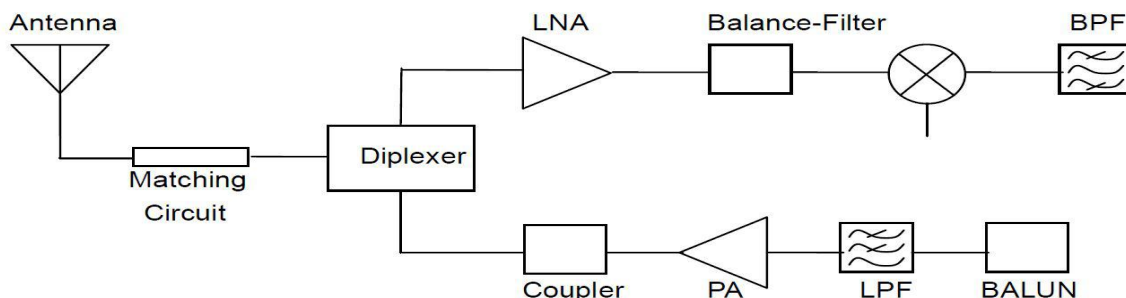 Antenna
LNA
Balance-Filter
BPF
Diplexer
Matching
Circuit
Coupler
PA
LPF
BALUN